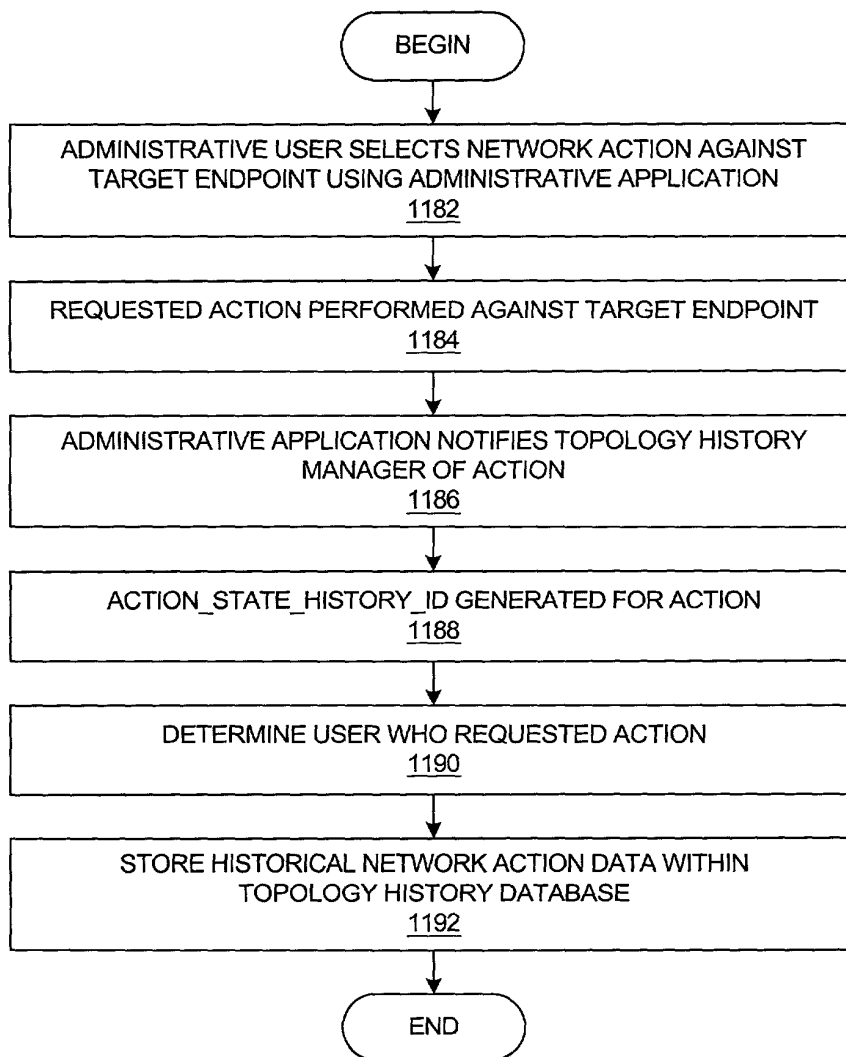 BEGIN
ADMINISTRATIVE USER SELECTS NETWORK ACTION AGAINST
TARGET ENDPOINT USING ADMINISTRATIVE APPLICATION
1182
REQUESTED ACTION PERFORMED AGAINST TARGET ENDPOINT
1184
ADMINISTRATIVE APPLICATION NOTIFIES TOPOLOGY HISTORY
MANAGER OF ACTION
1186
ACTION_STATE_HISTORY_ID GENERATED FOR ACTION
1188
DETERMINE USER WHO REQUESTED ACTION
1190
STORE HISTORICAL NETWORK ACTION DATA WITHIN
TOPOLOGY HISTORY DATABASE
1192
END